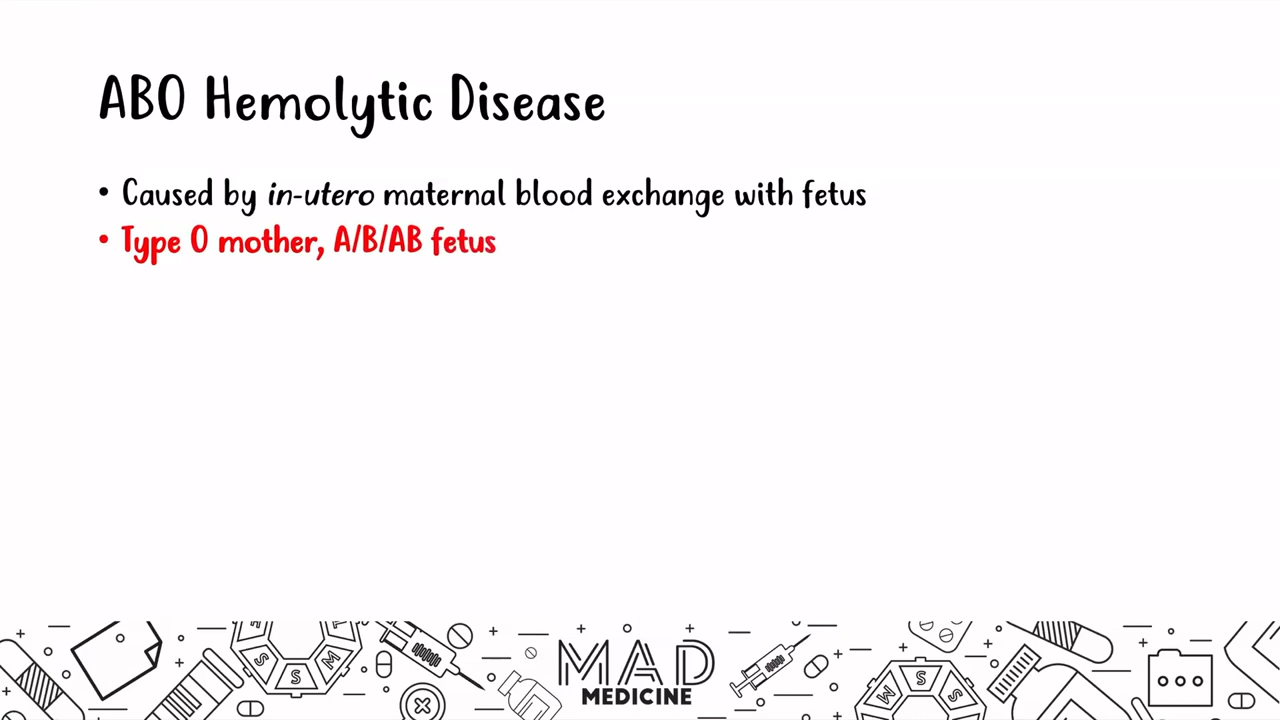 ABO Hemolytic Disease
• Caused by in-utero maternal blood exchange with fetus
• Type O mother, A/B/AB fetus
MAD
MEDICINE